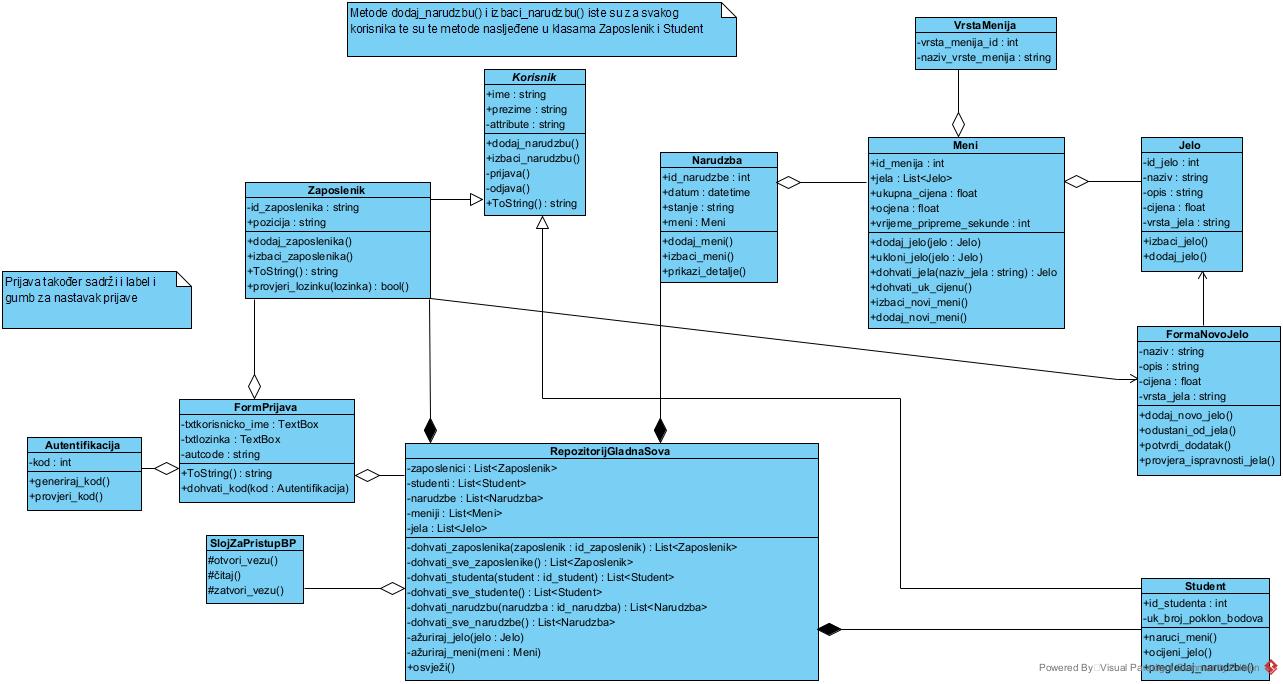 Metode dodaj_narudzbu() i izbaci_narudzbu() iste su za svakog
korisnika te su te metode nasljeđene u klasama Zaposlenik i Student
VrstaMenija
-vrsta_menija_id : int
-naziv_vrste_menija : string
Korisnik
+ime : string
+prezime : string
-attribute : string
+dodaj_narudzbu()
+izbaci_narudzbu()
-prijava()
-odjava()
+ToString() : string
Narudzba
+id_narudzbe : int
+datum : datetime
+stanje : string
+meni : Meni
+dodaj_meni()
+izbaci_meni()
+prikazi_detalje()
Meni
+id_menija : int
+jela : List<Jelo>
+ukupna_cijena : float
+ocjena : float
+vrijeme_pripreme_sekunde : int
+dodaj_jelo(jelo : Jelo)
+ukloni_jelo(jelo : Jelo)
+dohvati_jela(naziv_jela : string) : Jelo
+dohvati_uk_cijenu()
+izbaci_novi_meni()
+dodaj_novi_meni()
Jelo
-id_jelo : int
-naziv : string
-opis : string
-cijena : float
-vrsta_jela : string
+izbaci_jelo()
+dodaj_jelo()
Zaposlenik
-id_zaposlenika : string
+pozicija : string
+dodaj_zaposlenika()
+izbaci_zaposlenika()
+ToString() : string
+provjeri_lozinku(lozinka) : bool()
Prijava također sadrži i label i
gumb za nastavak prijave
FormaNovoJelo
-naziv : string
-opis : string
-cijena : float
-vrsta_jela : string
+dodaj_novo_jelo()
+odustani_od_jela()
+potvrdi_dodatak()
+provjera_ispravnosti_jela()
FormPrijava
-txtkorisnicko_ime : TextBox
-txtlozinka : TextBox
-autcode : string
+ToString() : string
+dohvati_kod(kod : Autentifikacija)
Autentifikacija
-kod : int
+generiraj_kod()
+provjeri_kod()
RepozitorijGladnaSova
-zaposlenici : List<Zaposlenik>
-studenti : List<Student>
-narudzbe : List<Narudzba>
-meniji : List<Meni>
-jela : List<Jelo>
-dohvati_zaposlenika(zaposlenik : id_zaposlenik) : List<Zaposlenik>
-dohvati_sve_zaposlenike() : List<Zaposlenik>
-dohvati_studenta(student : id_student) : List<Student>
-dohvati_sve_studente() : List<Student>
-dohvati_narudzbu(narudzba : id_narudzba) : List<Narudzba>
-dohvati_sve_narudzbe() : List<Narudzba>
-ažuriraj_jelo(jelo : Jelo)
-ažuriraj_meni(meni : Meni)
+osvježi()
SlojZaPristupBP
#otvori_vezu()
#čitaj()
#zatvori_vezu()
Student
+id_studenta : int
-uk_broj_poklon_bodova
+naruci_meni()
+ocijeni_jelo()
+pogledaj_narudzbe()
Powered By Visual Paradigm Community Edition